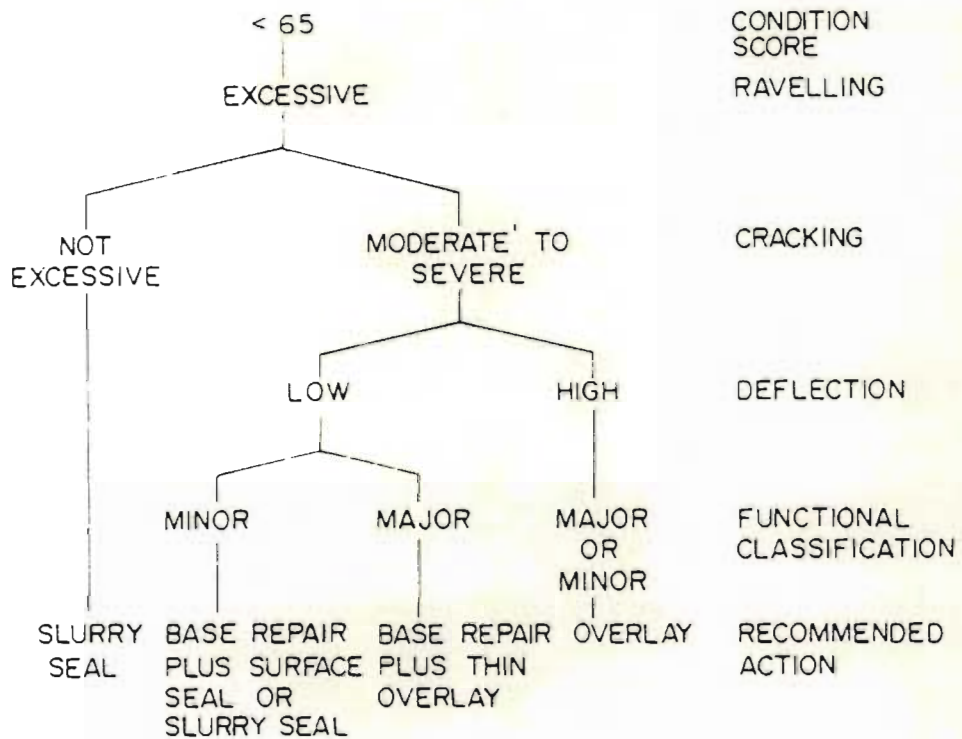 < 65 CONDITION
SCORE
EXCESSIVE RAVELLING
NOT
EXCESSIVE MODERATE' TO
SEVERE CRACKING
LOW HIGH DEFLECTION
MINOR MAJOR MAJOR
OR
MINOR FUNCTIONAL
CLASSIFICATION
SLURRY
SEAL BASE REPAIR
PLUS SURFACE
SEAL OR
SLURRY SEAL BASE REPAIR
PLUS THIN
OVERLAY OVERLAY RECOMMENDED
ACTION